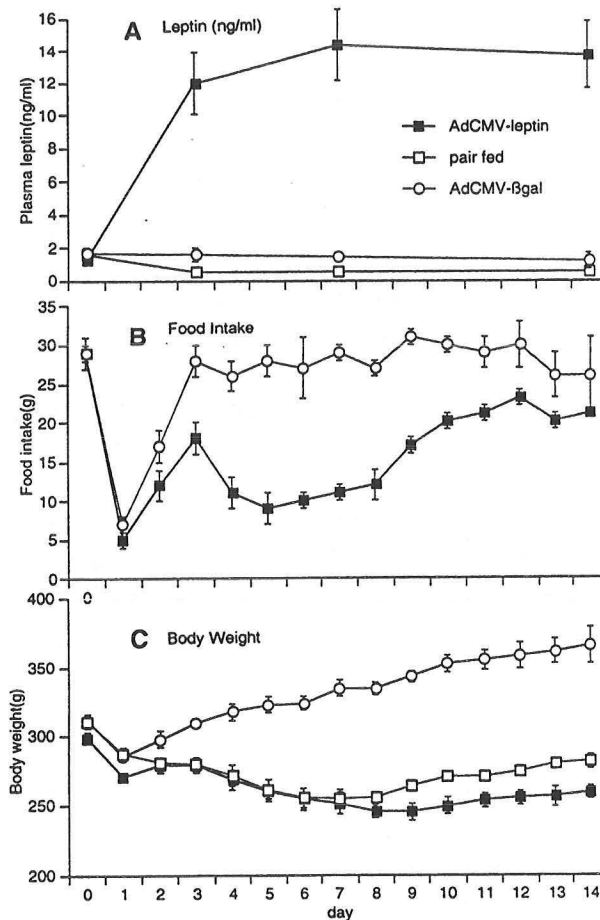 A Leptin (ng/ml)
Plasma leptin(ng/ml)
16
14
12
10
8
6
4
2
0
AdCMV-leptin
pair fed
AdCMV-ßgal
B Food Intake
Food intake(g)
35
30
25
20
15
10
5
0
0
C Body Weight
Body weight(g)
400
350
300
250
200
0 1 2 3 4 5 6 7 8 9 10 11 12 13 14
day